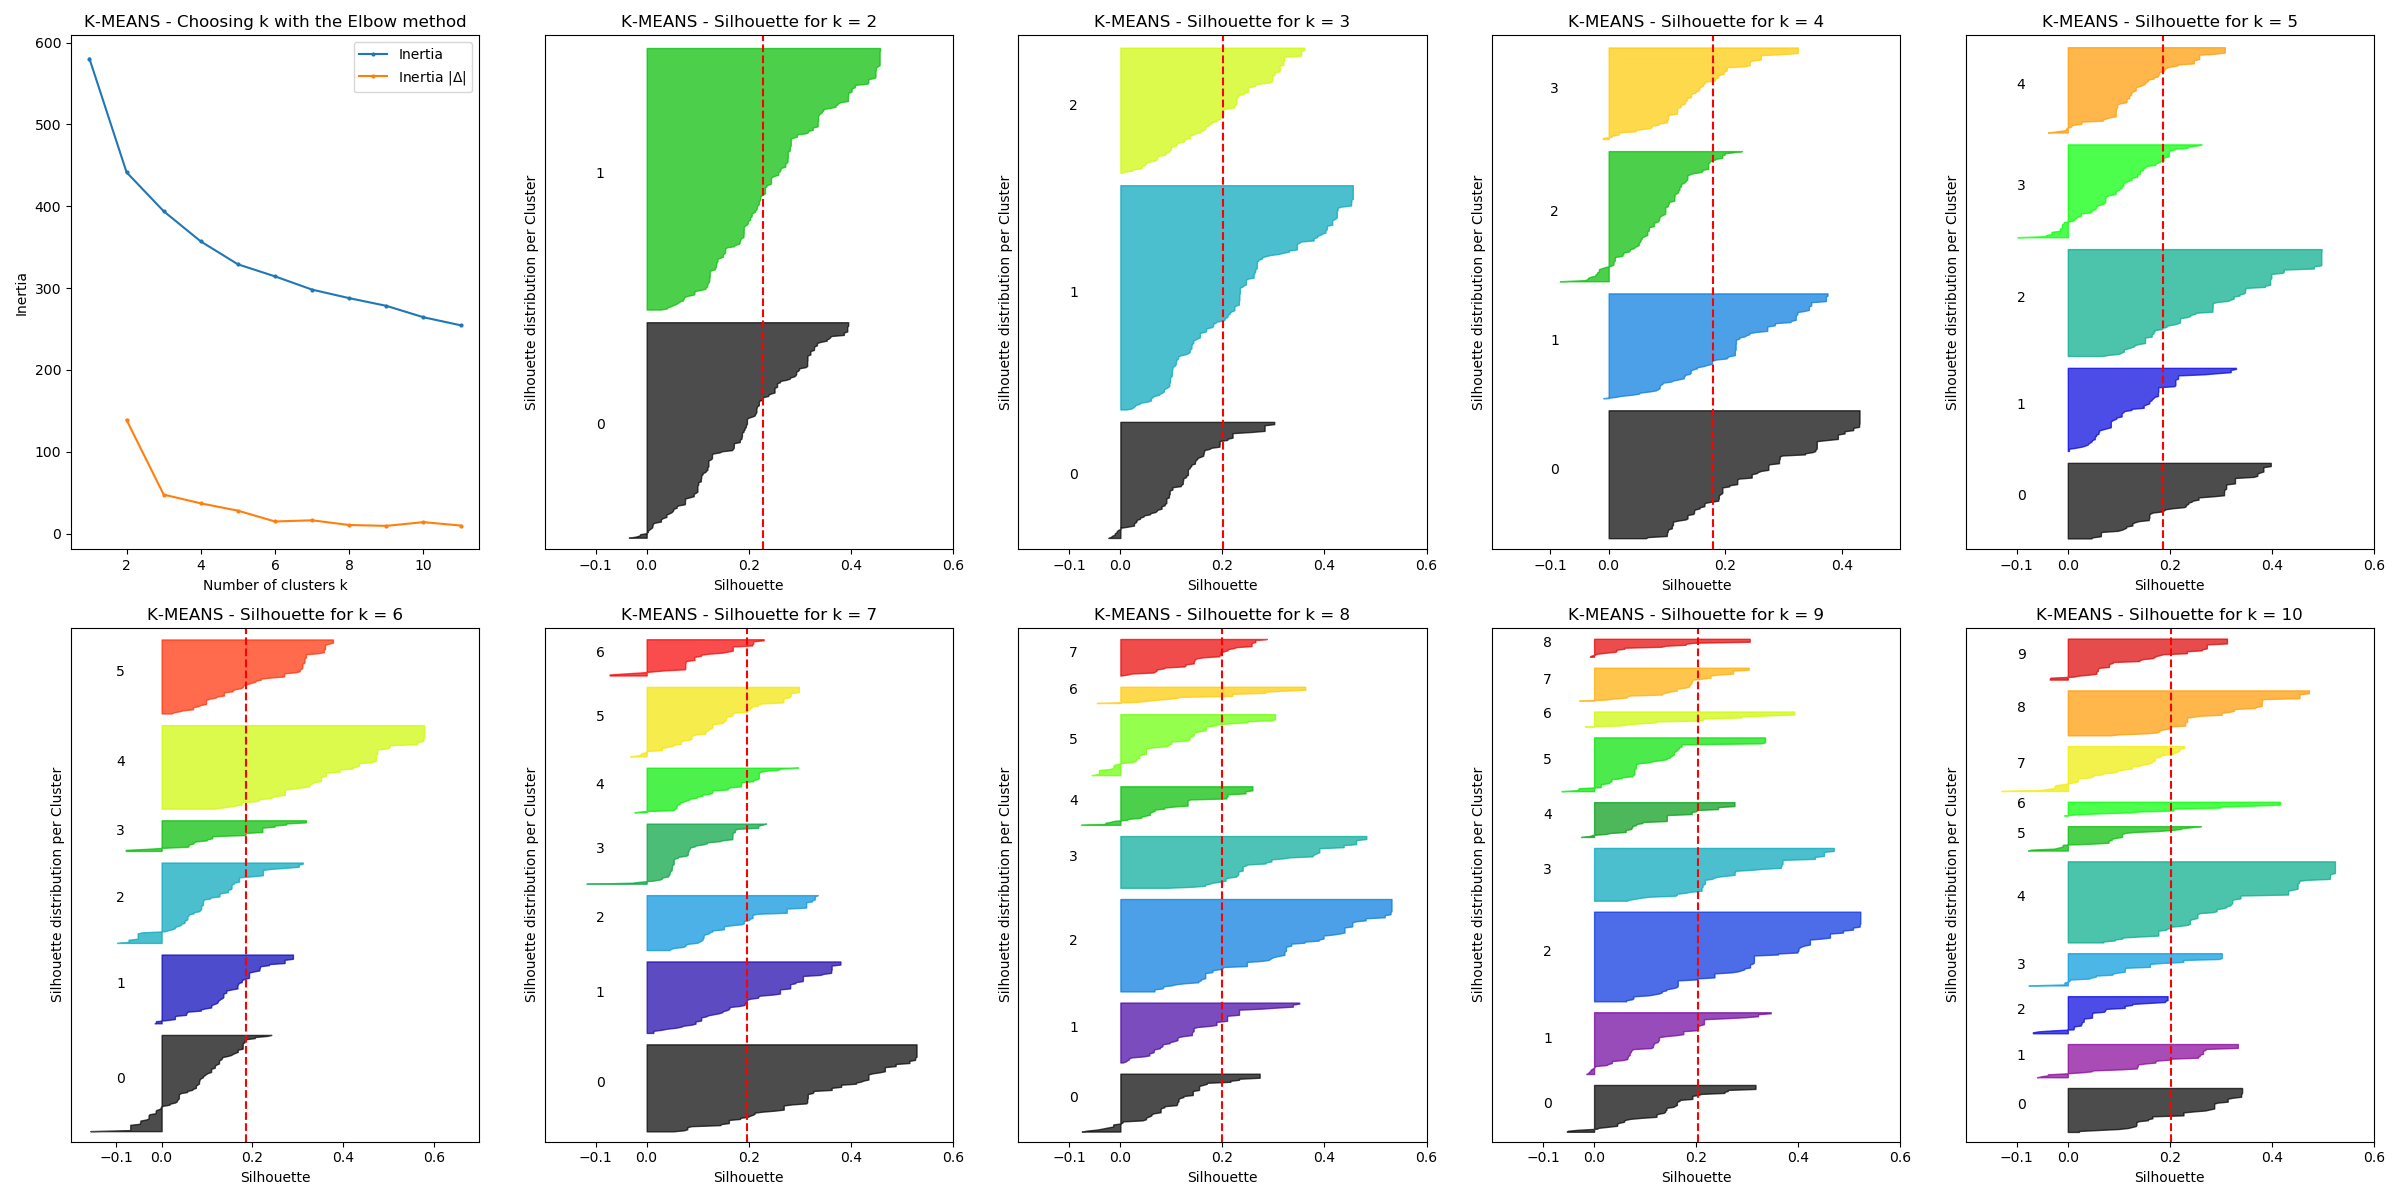 K-MEANS - Choosing k with the Elbow method
600
500
400
300
200
100
0
Inertia
Inertia
Inertia |Δ|
2 4 6 8 10
Number of clusters k
K-MEANS - Silhouette for k = 2
Silhouette distribution per Cluster
1
0
−0.1 0.0 0.2 0.4 0.6
Silhouette
K-MEANS - Silhouette for k = 3
Silhouette distribution per Cluster
2
1
0
−0.1 0.0 0.2 0.4 0.6
Silhouette
K-MEANS - Silhouette for k = 4
Silhouette distribution per Cluster
3
2
1
0
−0.1 0.0 0.2 0.4
Silhouette
K-MEANS - Silhouette for k = 5
Silhouette distribution per Cluster
4
3
2
1
0
−0.1 0.0 0.2 0.4 0.6
Silhouette
K-MEANS - Silhouette for k = 6
Silhouette distribution per Cluster
5
4
3
2
1
0
−0.1 0.0 0.2 0.4 0.6
Silhouette
K-MEANS - Silhouette for k = 7
Silhouette distribution per Cluster
6
5
4
3
2
1
0
−0.1 0.0 0.2 0.4 0.6
Silhouette
K-MEANS - Silhouette for k = 8
Silhouette distribution per Cluster
7
6
5
4
3
2
1
0
−0.1 0.0 0.2 0.4 0.6
Silhouette
K-MEANS - Silhouette for k = 9
Silhouette distribution per Cluster
8
7
6
5
4
3
2
1
0
−0.1 0.0 0.2 0.4 0.6
Silhouette
K-MEANS - Silhouette for k = 10
Silhouette distribution per Cluster
9
8
7
6
5
4
3
2
1
0
−0.1 0.0 0.2 0.4 0.6
Silhouette